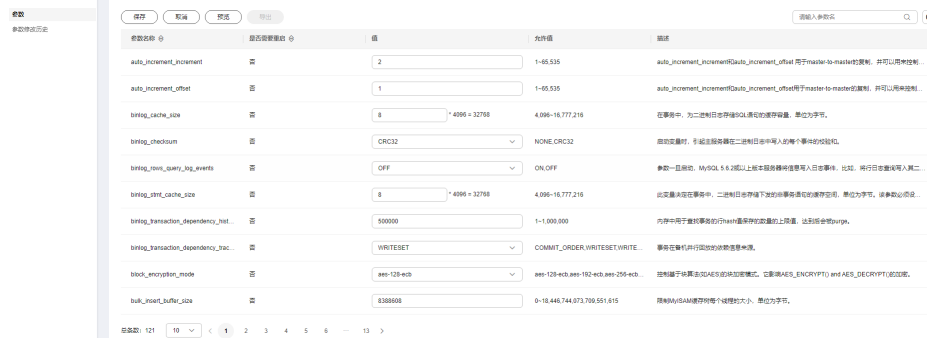 参数
参数修改历史
保存 取消 预览 导出 请输入参数名
参数名称 是否需要重启 值 允许值 描述
auto_increment_increment 否 2 1~65,535 auto_increment_increment和auto_increment_offset 用于master-to-master的复制，并可以用来控制...
auto_increment_offset 否 1 1~65,535 auto_increment_increment和auto_increment_offset用于master-to-master的复制，并可以用来控制...
binlog_cache_size 否 8 * 4096 = 32768 4,096~16,777,216 在事务中，为二进制日志存储SQL语句的缓存容量，单位为字节。
binlog_checksum 否 CRC32 NONE,CRC32 启动变量时，引起主服务器在二进制日志中写入的每个事件的校验和。
binlog_rows_query_log_events 否 OFF ON,OFF 参数一旦启动，MySQL 5.6.2或以上版本服务器将信息写入日志事件，比如，将行日志查询写入其二...
binlog_stmt_cache_size 否 8 * 4096 = 32768 4,096~16,777,216 此变量决定在事务中，二进制日志存储下发的非事务语句的缓存空间，单位为字节。该参数必须设...
binlog_transaction_dependency_hist... 否 500000 1~1,000,000 内存中用于查找事务的行hash值保存的数量的上限值，达到后会被purge。
binlog_transaction_dependency_trac... 否 WRITESET COMMIT_ORDER,WRITESET,WRITE... 事务在备机并行回放的依赖信息来源。
block_encryption_mode 否 aes-128-ecb aes-128-ecb,aes-192-ecb,aes-256-ecb... 控制基于块算法(如AES)的块加密模式。它影响AES_ENCRYPT() and AES_DECRYPT()的加密。
bulk_insert_buffer_size 否 8388608 0~18,446,744,073,709,551,615 限制MyISAM缓存树每个线程的大小，单位为字节。
总条数：121 10 < 1 2 3 4 5 6 ... 13 >